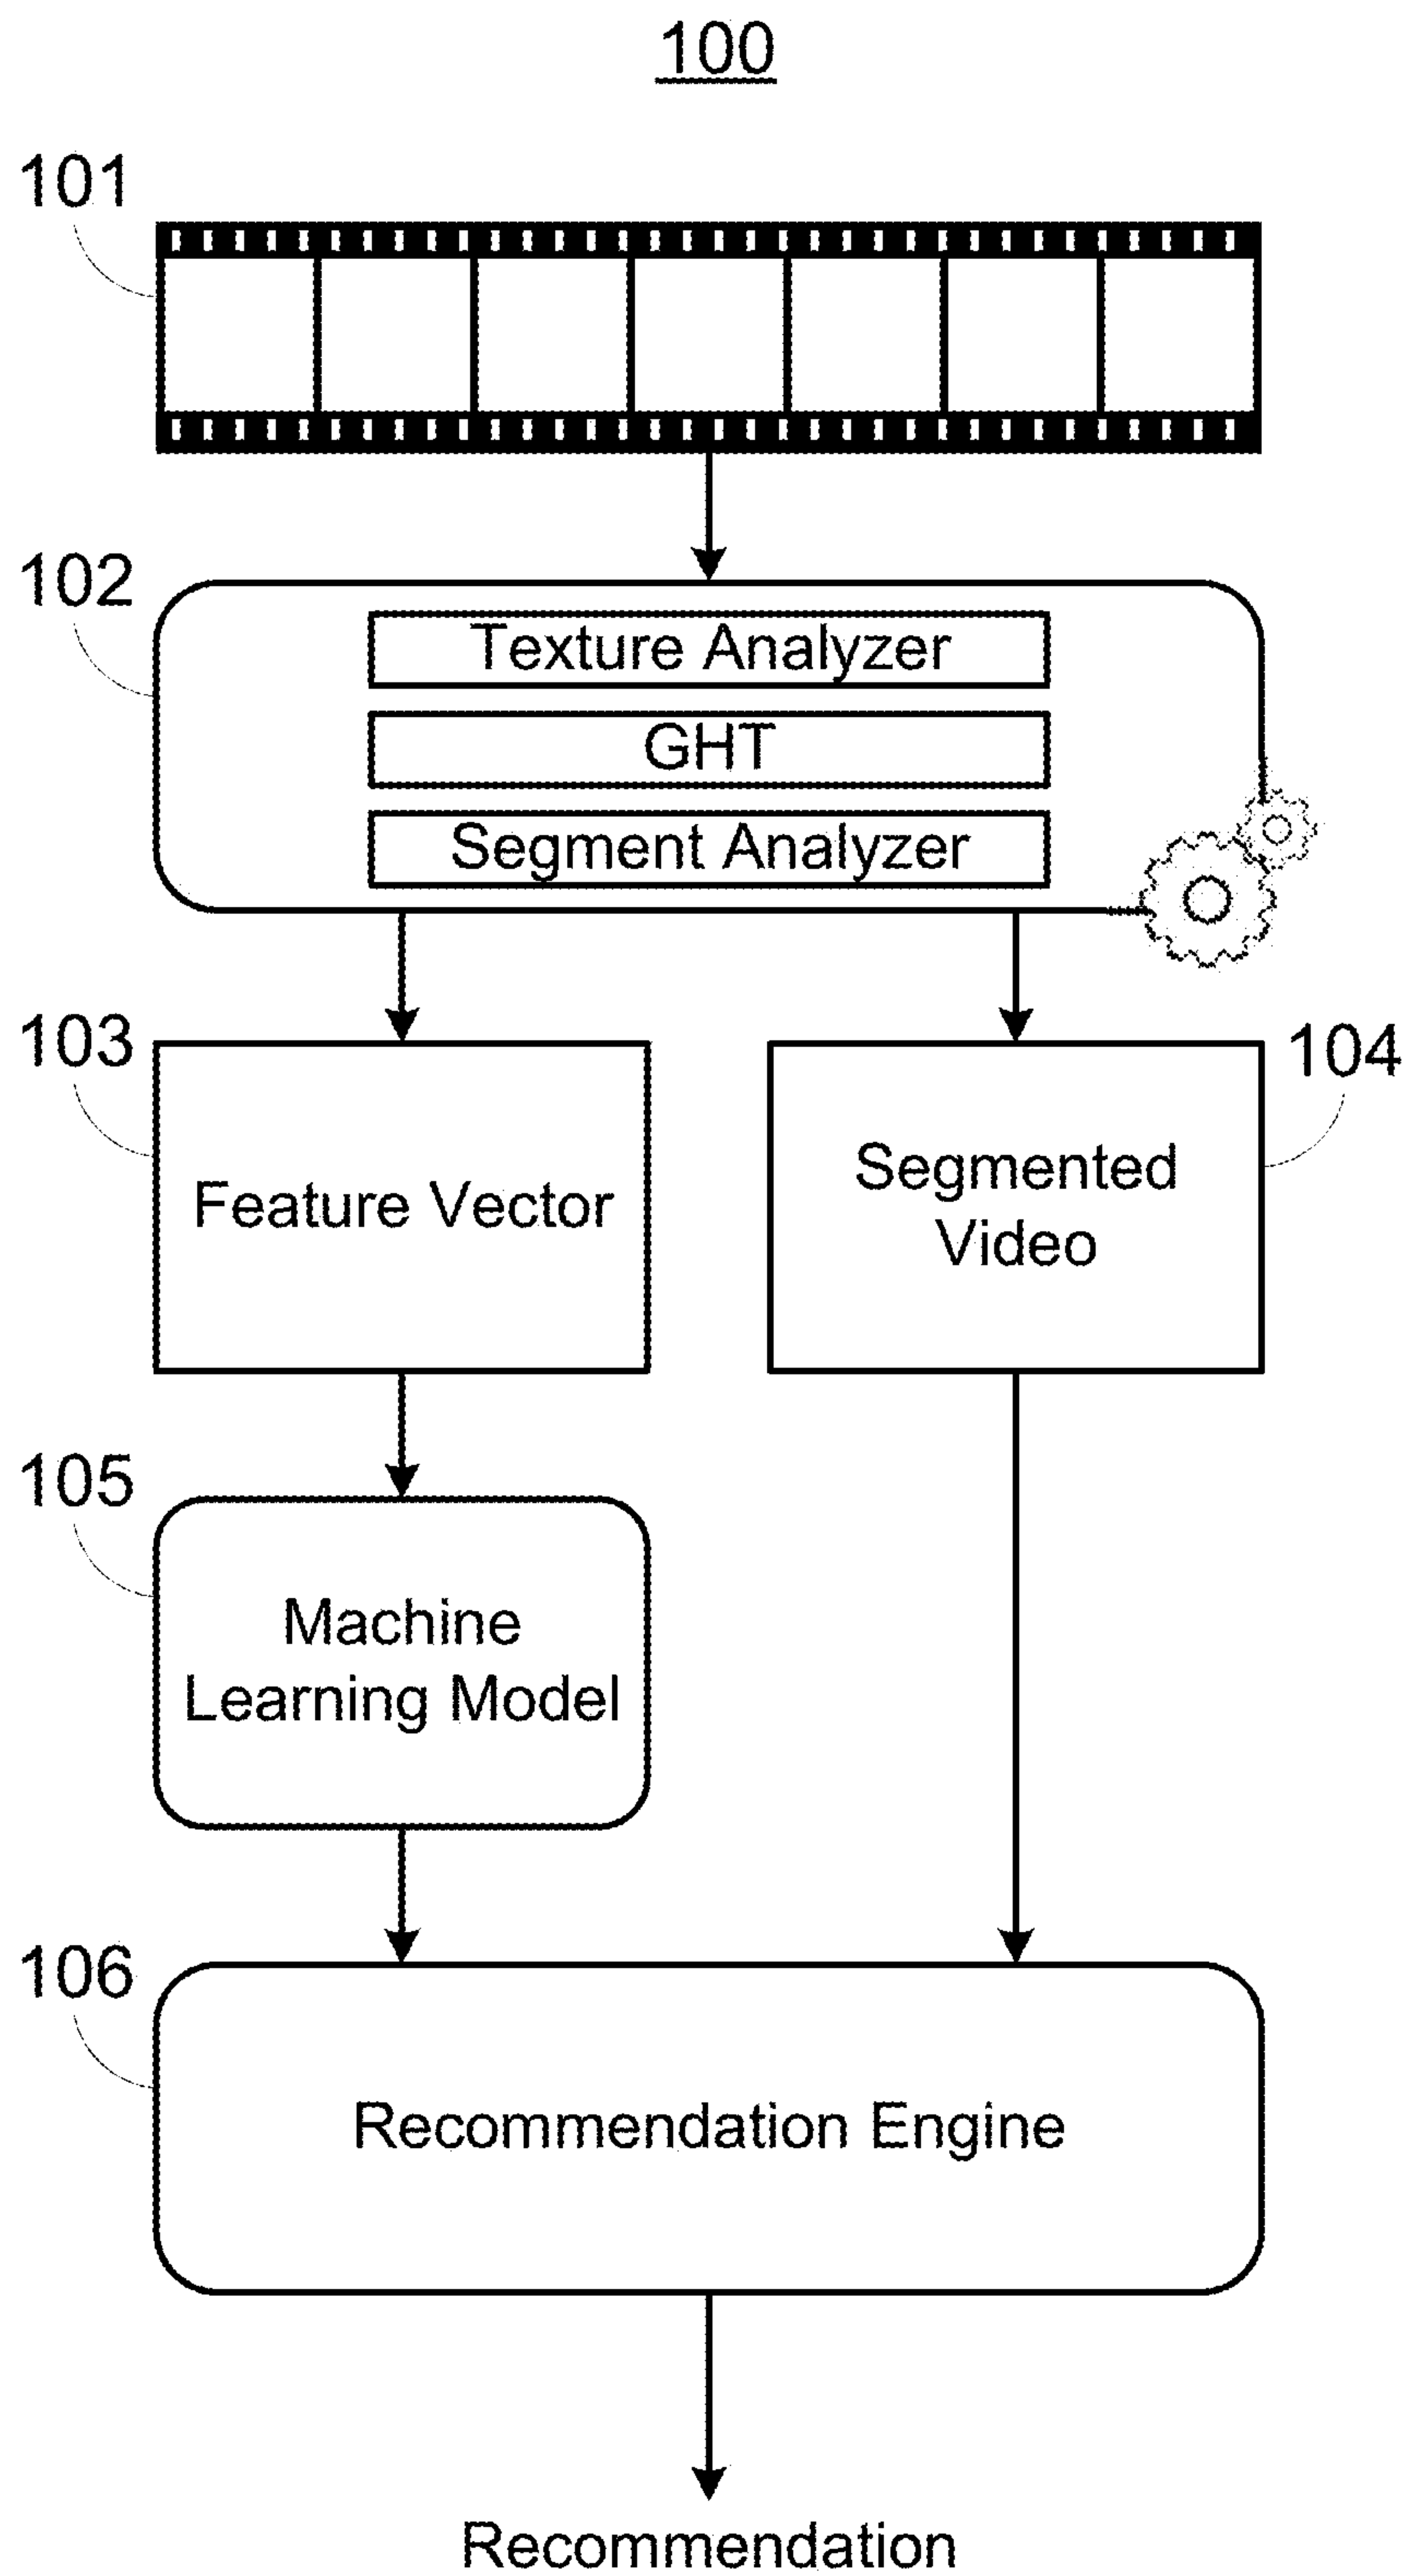 100
101
102
Texture Analyzer
GHT
Segment Analyzer
103
104
Feature Vector
Segmented
Video
105
Machine
Learning Model
106
Recommendation Engine
Recommendation